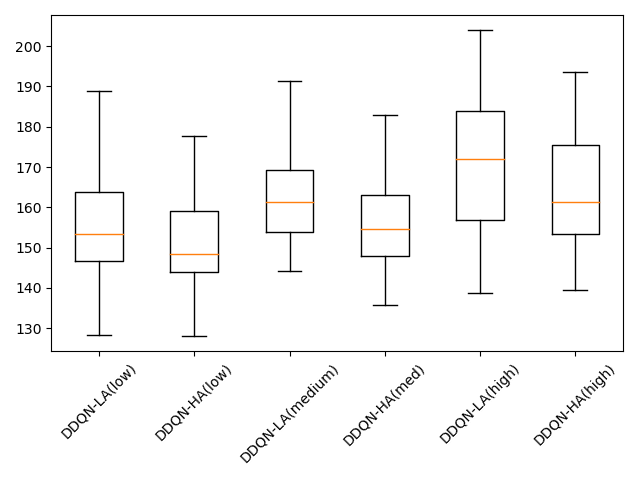 200
190
180
170
160
150
140
130
DDQN-LA(low)
DDQN-HA(low)
DDQN-LA(medium)
DDQN-HA(med)
DDQN-LA(high)
DDQN-HA(high)